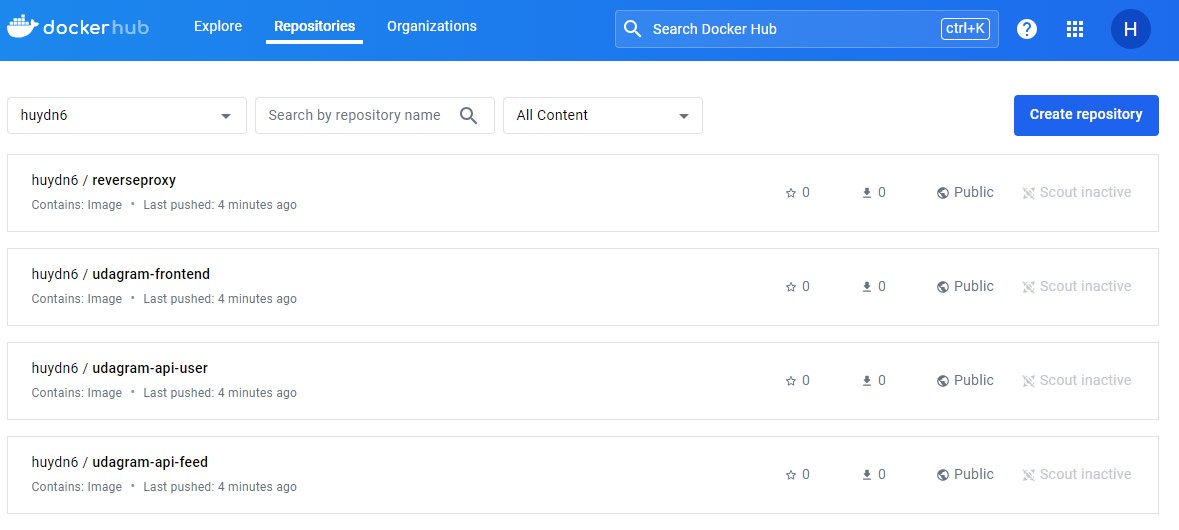 dockerhub Explore Repositories Organizations Search Docker Hub ctrl+K ? H
huydn6 Search by repository name All Content Create repository
huydn6 / reverseproxy
Contains: Image • Last pushed: 4 minutes ago
0 0 Public Scout inactive
huydn6 / udagram-frontend
Contains: Image • Last pushed: 4 minutes ago
0 0 Public Scout inactive
huydn6 / udagram-api-user
Contains: Image • Last pushed: 4 minutes ago
0 0 Public Scout inactive
huydn6 / udagram-api-feed
Contains: Image • Last pushed: 4 minutes ago
0 0 Public Scout inactive